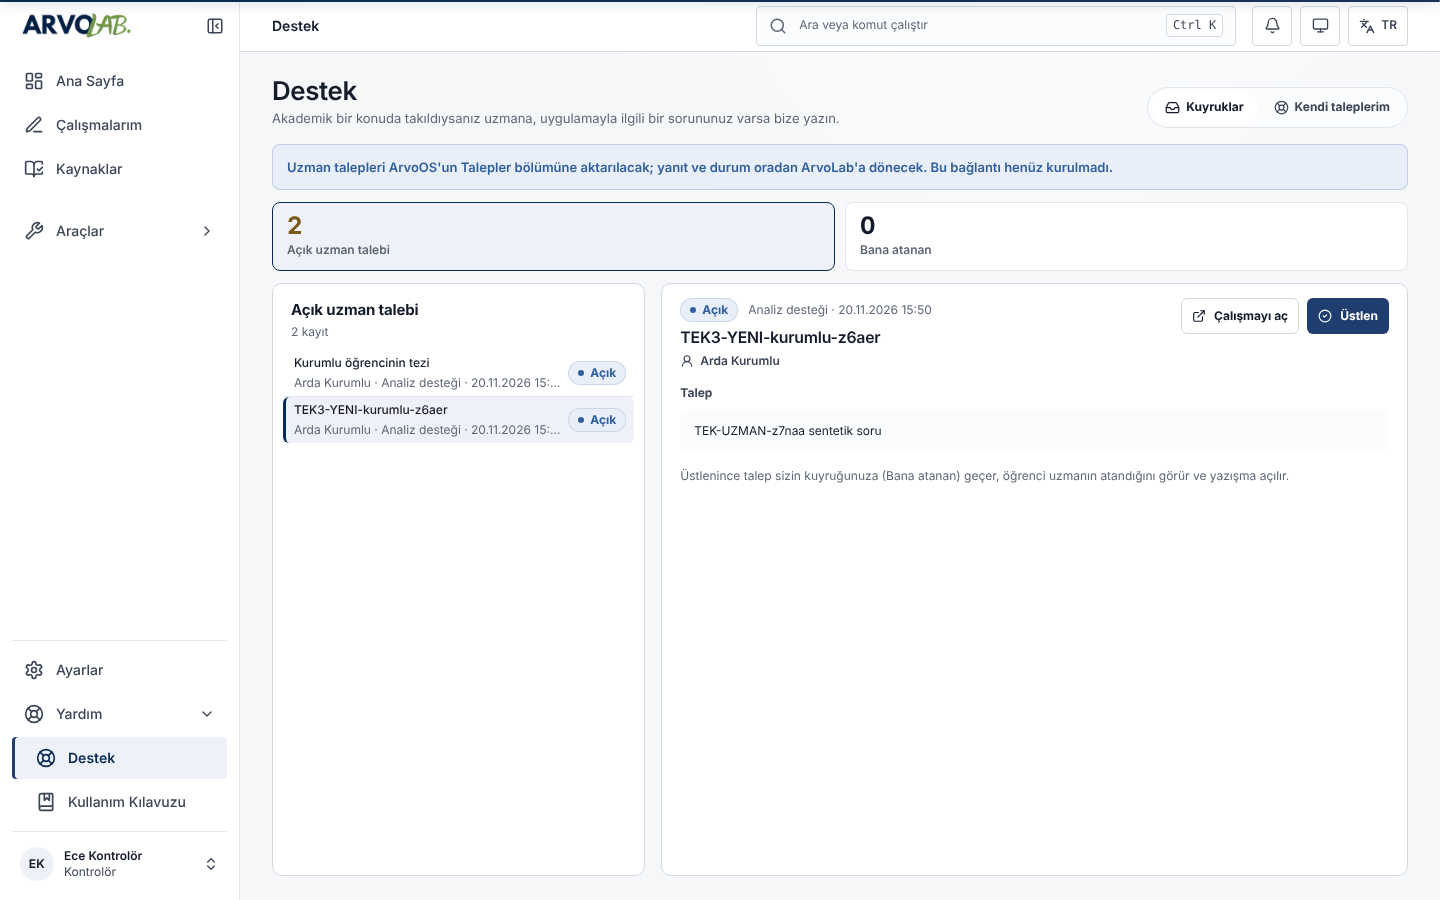 ARVOLAB.
Destek
Ara veya komut çalıştır
Ctrl K
TR
Ana Sayfa
Çalışmalarım
Kaynaklar
Araçlar
Destek
Akademik bir konuda takıldıysanız uzmana, uygulamayla ilgili bir sorununuz varsa bize yazın.
Kuyruklar
Kendi taleplerim
Uzman talepleri ArvoOS'un Talepler bölümüne aktarılacak; yanıt ve durum oradan ArvoLab'a dönecek. Bu bağlantı henüz kurulmadı.
2
Açık uzman talebi
0
Bana atanan
Açık uzman talebi
2 kayıt
Kurumlu öğrencinin tezi
Arda Kurumlu · Analiz desteği · 20.11.2026 15:...
Açık
TEK3-YENI-kurumlu-z6aer
Arda Kurumlu · Analiz desteği · 20.11.2026 15:...
Açık
Açık
Analiz desteği · 20.11.2026 15:50
Çalışmayı aç
Üstlen
TEK3-YENI-kurumlu-z6aer
Arda Kurumlu
Talep
TEK-UZMAN-z7naa sentetik soru
Üstlenince talep sizin kuyruğunuza (Bana atanan) geçer, öğrenci uzmanın atandığını görür ve yazışma açılır.
Ayarlar
Yardım
Destek
Kullanım Kılavuzu
EK
Ece Kontrolör
Kontrolör